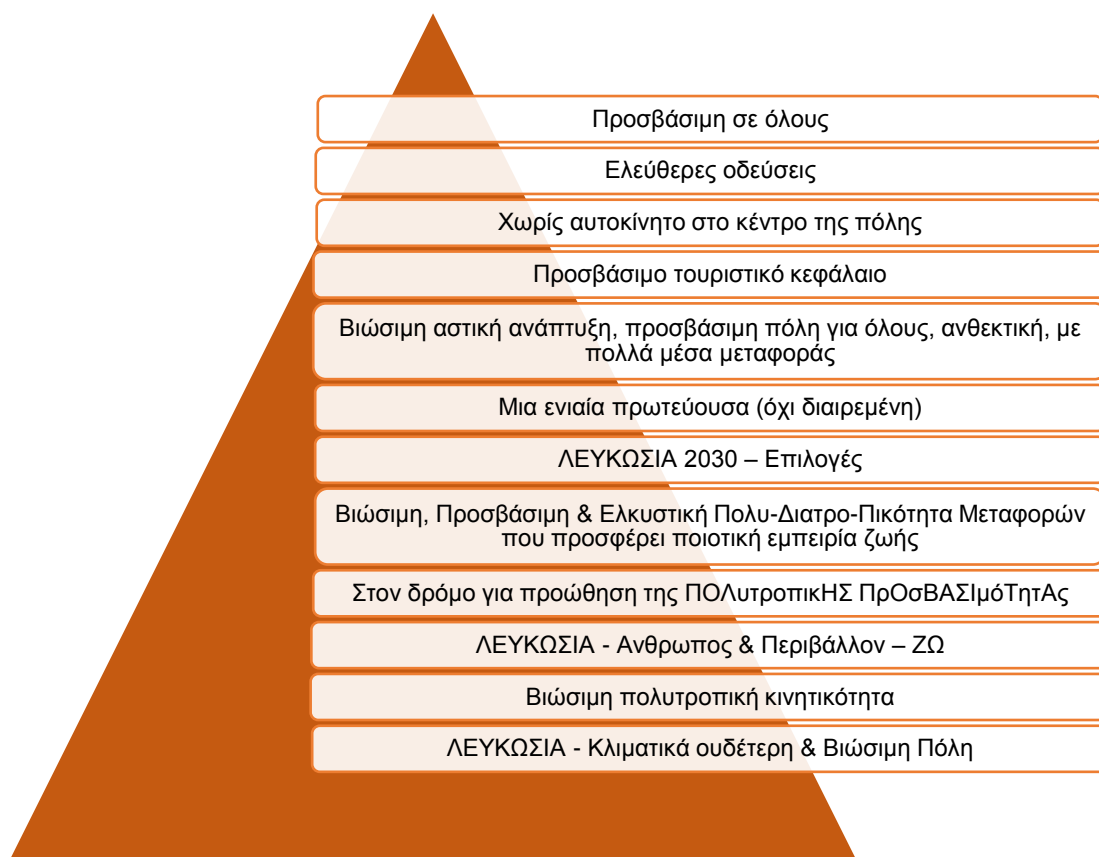 Προσβάσιμη σε όλους
Ελεύθερες οδεύσεις
Χωρίς αυτοκίνητο στο κέντρο της πόλης
Προσβάσιμο τουριστικό κεφάλαιο
Βιώσιμη αστική ανάπτυξη, προσβάσιμη πόλη για όλους, ανθεκτική, με
πολλά μέσα μεταφοράς
Μια ενιαία πρωτεύουσα (όχι διαιρεμένη)
ΛΕΥΚΩΣΙΑ 2030 – Επιλογές
Βιώσιμη, Προσβάσιμη & Ελκυστική Πολυ-Διατρο-Πικότητα Μεταφορών
που προσφέρει ποιοτική εμπειρία ζωής
Στον δρόμο για προώθηση της ΠΟΛυτροπικΗΣ ΠρΟσΒΑΣΙμόΤητΑς
ΛΕΥΚΩΣΙΑ - Ανθρωπος & Περιβάλλον – ΖΩ
Βιώσιμη πολυτροπική κινητικότητα
ΛΕΥΚΩΣΙΑ - Κλιματικά ουδέτερη & Βιώσιμη Πόλη